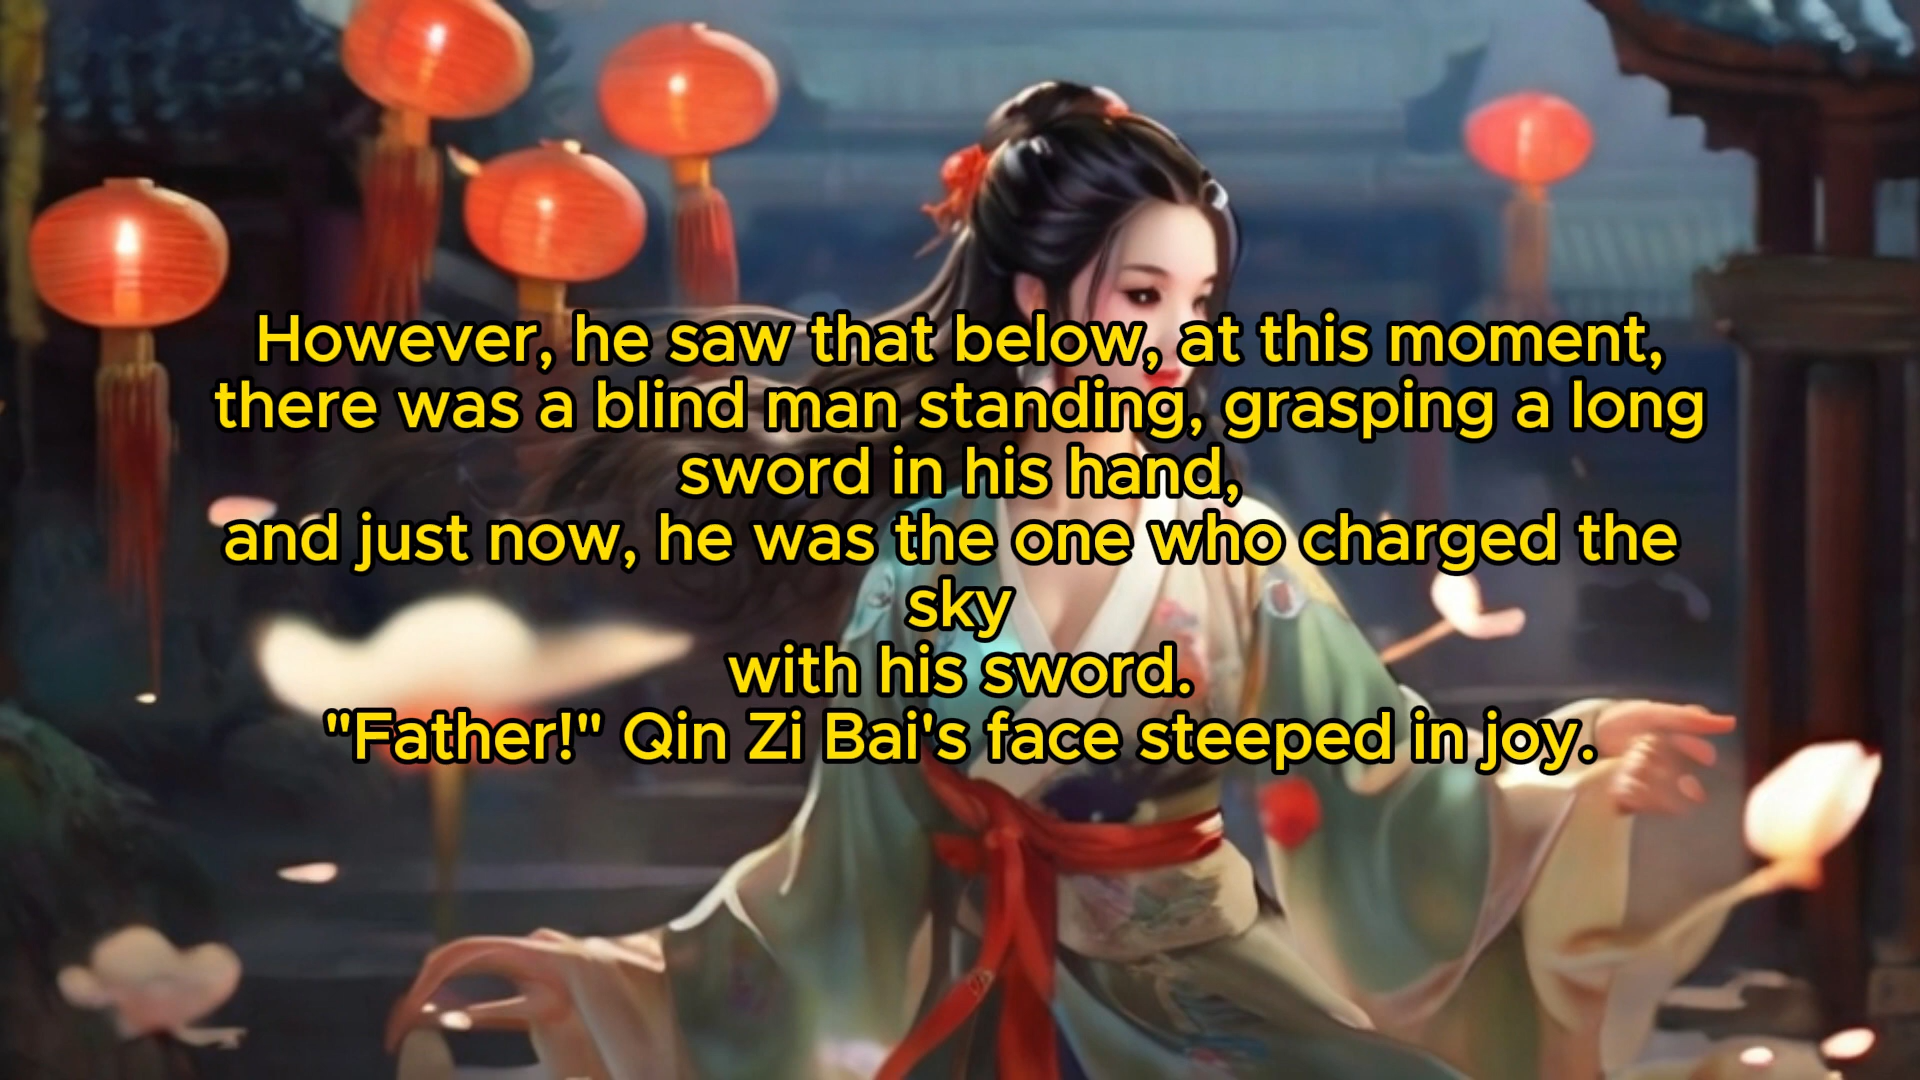 However, he saw that below, at this moment,
there was a blind man standing, grasping a long
sword in his hand,
and just now, he was the one who charged the
sky
with his sword.
"Father!" Qin Zi Bai's face steeped in joy.